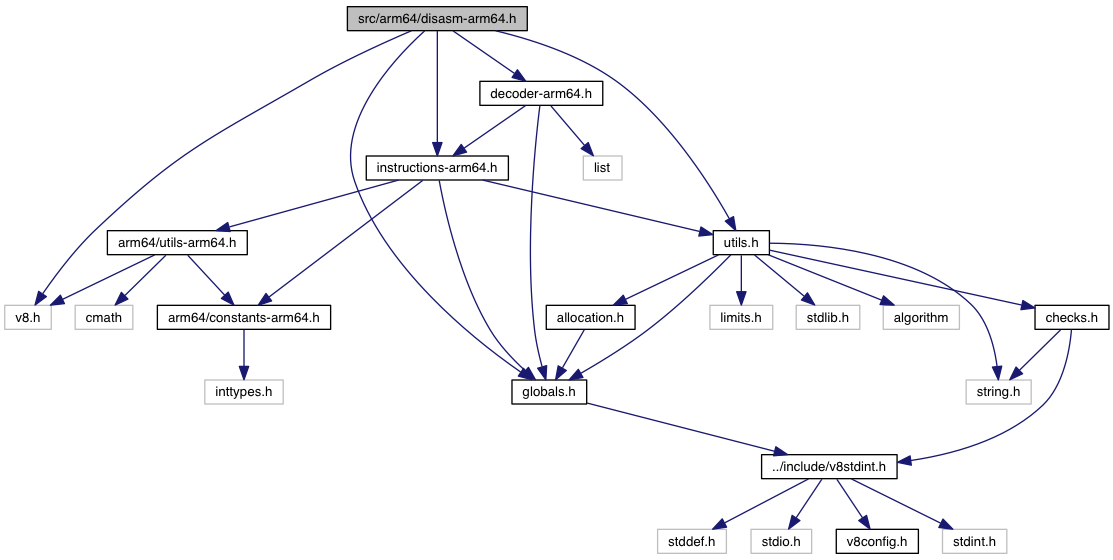 src/arm64/disasm-arm64.h
decoder-arm64.h
instructions-arm64.h
list
arm64/utils-arm64.h
utils.h
v8.h
cmath
arm64/constants-arm64.h
allocation.h
limits.h
stdlib.h
algorithm
checks.h
inttypes.h
globals.h
string.h
../include/v8stdint.h
stddef.h
stdio.h
v8config.h
stdint.h